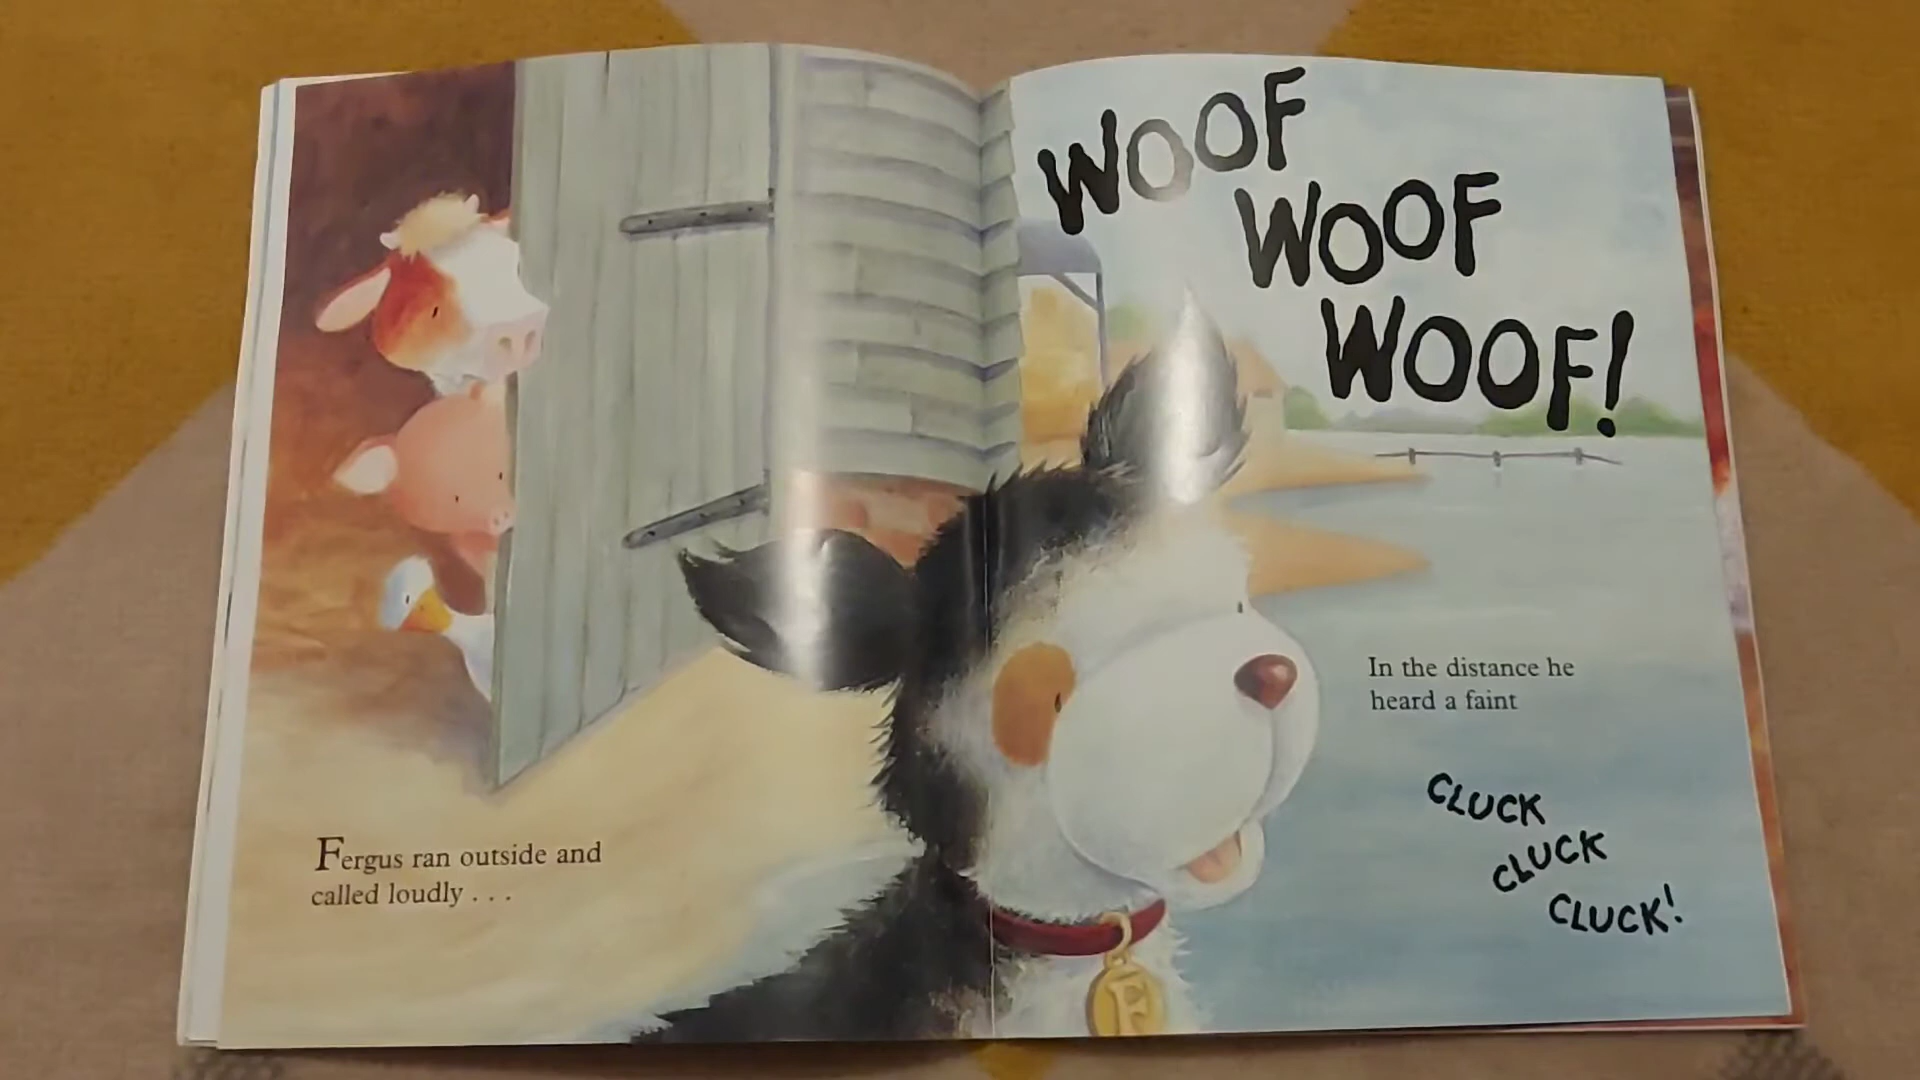 Fergus ran outside and
called loudly . . .
WOOF
WOOF
WOOF!
In the distance he
heard a faint
CLUCK
CLUCK
CLUCK!
F